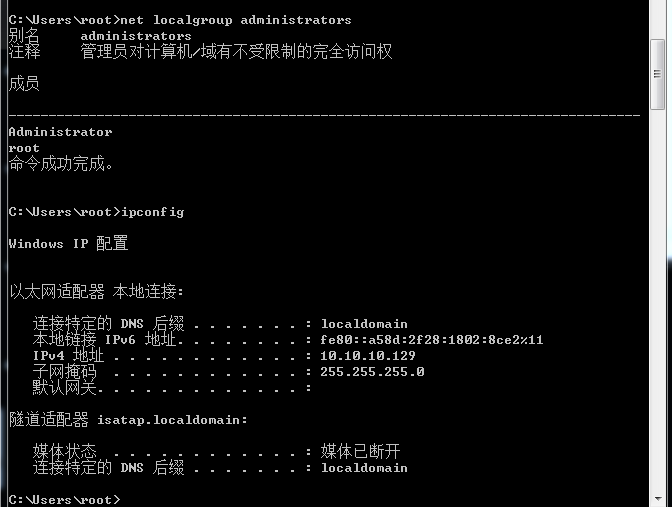 C:\Users\root>net localgroup administrators
别名     administrators
注释     管理员对计算机/域有不受限制的完全访问权
成员
-------------------------------------------------------------------------------
Administrator
root
命令成功完成。
C:\Users\root>ipconfig
Windows IP 配置
以太网适配器 本地连接:
   连接特定的 DNS 后缀 . . . . . . . : localdomain
   本地链接 IPv6 地址. . . . . . . . : fe80::a58d:2f28:1802:8ce2%11
   IPv4 地址 . . . . . . . . . . . . : 10.10.10.129
   子网掩码  . . . . . . . . . . . . : 255.255.255.0
   默认网关. . . . . . . . . . . . . :
隧道适配器 isatap.localdomain:
   媒体状态  . . . . . . . . . . . . : 媒体已断开
   连接特定的 DNS 后缀 . . . . . . . : localdomain
C:\Users\root>